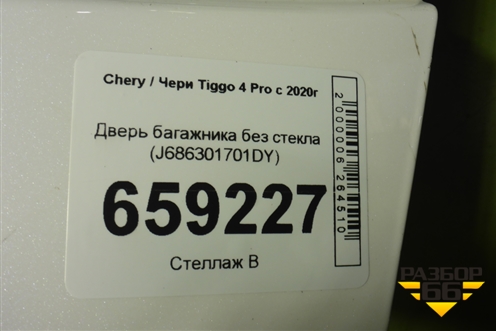 Chery / Чери Tiggo 4 Pro с 2020г
Дверь багажника без стекла
(J686301701DY)
659227
Стеллаж В
2000006264510
РАЗБОР
66